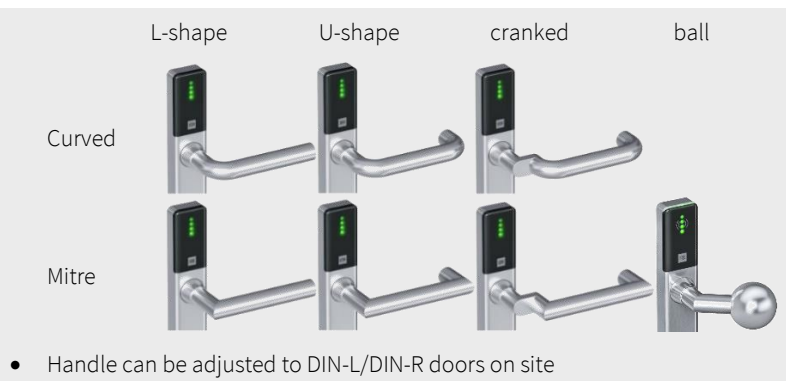 L-shape U-shape cranked ball
Curved
Mitre
• Handle can be adjusted to DIN-L/DIN-R doors on site